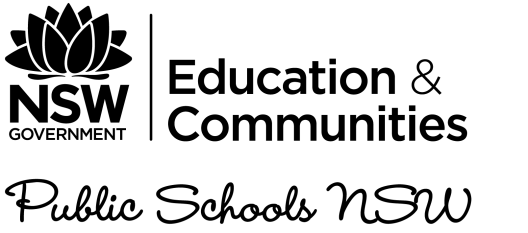 NSW
GOVERNMENT
Education &
Communities
Public Schools NSW